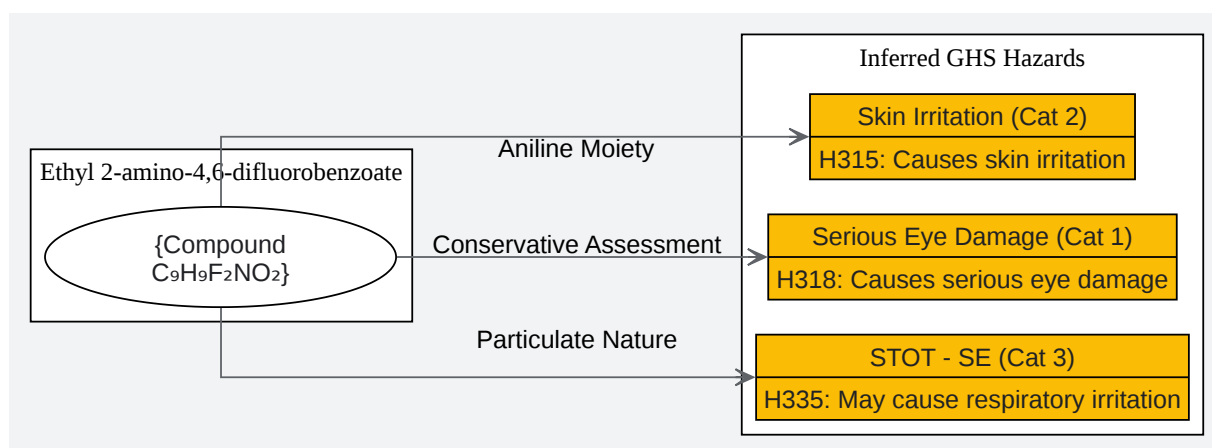 Ethyl 2-amino-4,6-difluorobenzoate
{Compound
C₉H₉F₂NO₂}
Aniline Moiety
Conservative Assessment
Particulate Nature
Inferred GHS Hazards
Skin Irritation (Cat 2)
H315: Causes skin irritation
Serious Eye Damage (Cat 1)
H318: Causes serious eye damage
STOT - SE (Cat 3)
H335: May cause respiratory irritation